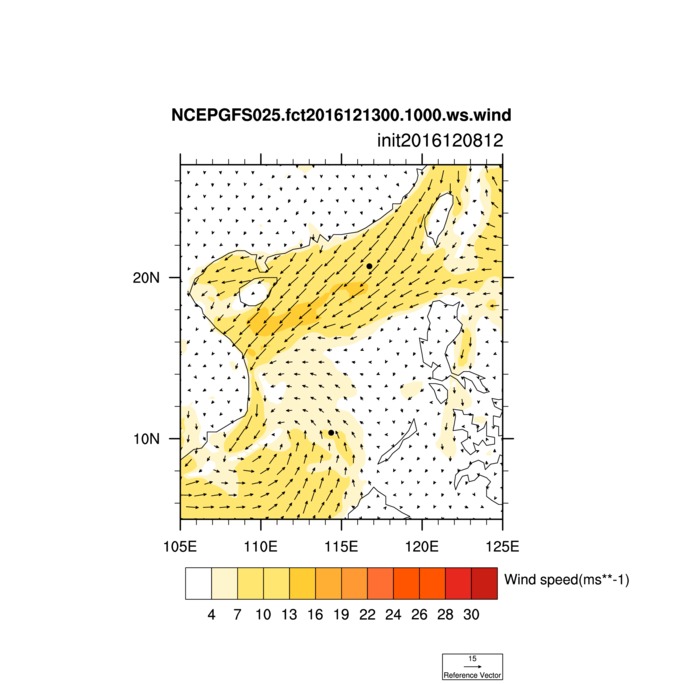 NCEPGFS025.fct2016121300.1000.ws.wind
init2016120812
20N
10N
105E 110E 115E 120E 125E
Wind speed(ms**-1)
4 7 10 13 16 19 22 24 26 28 30
15
Reference Vector